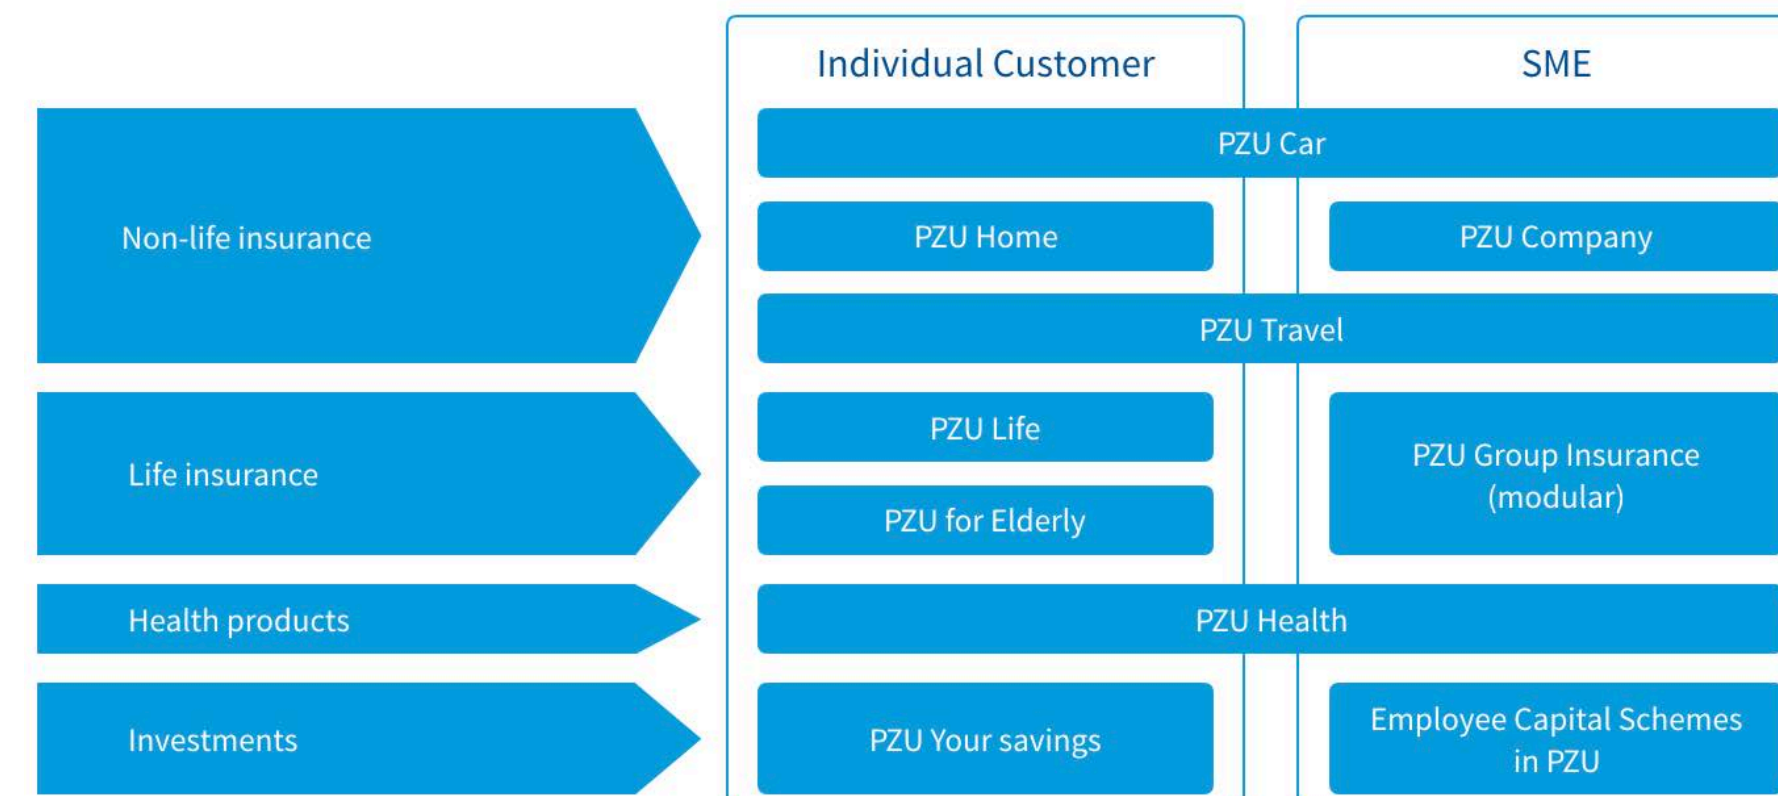 Individual Customer
SME
Non-life insurance
PZU Car
PZU Home
PZU Company
PZU Travel
Life insurance
PZU Life
PZU for Elderly
PZU Group Insurance
(modular)
Health products
PZU Health
Investments
PZU Your savings
Employee Capital Schemes
in PZU